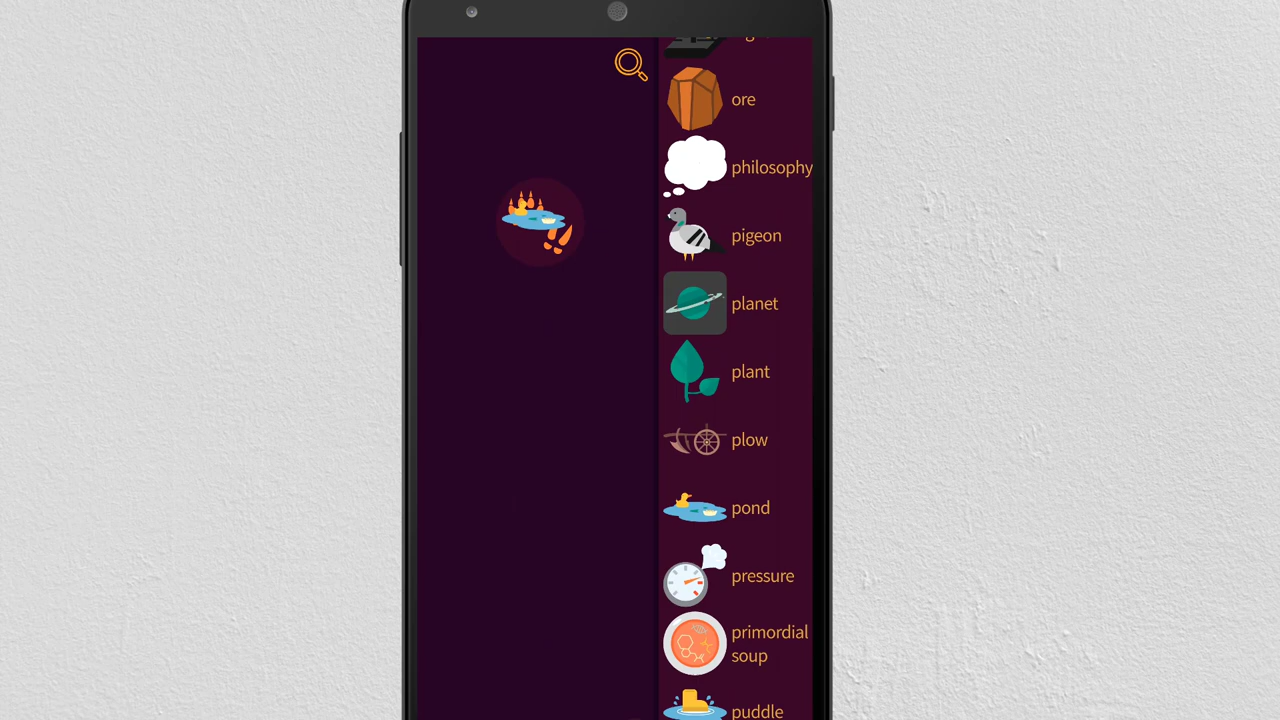 ore
philosophy
pigeon
planet
plant
plow
pond
pressure
primordial
soup
puddle